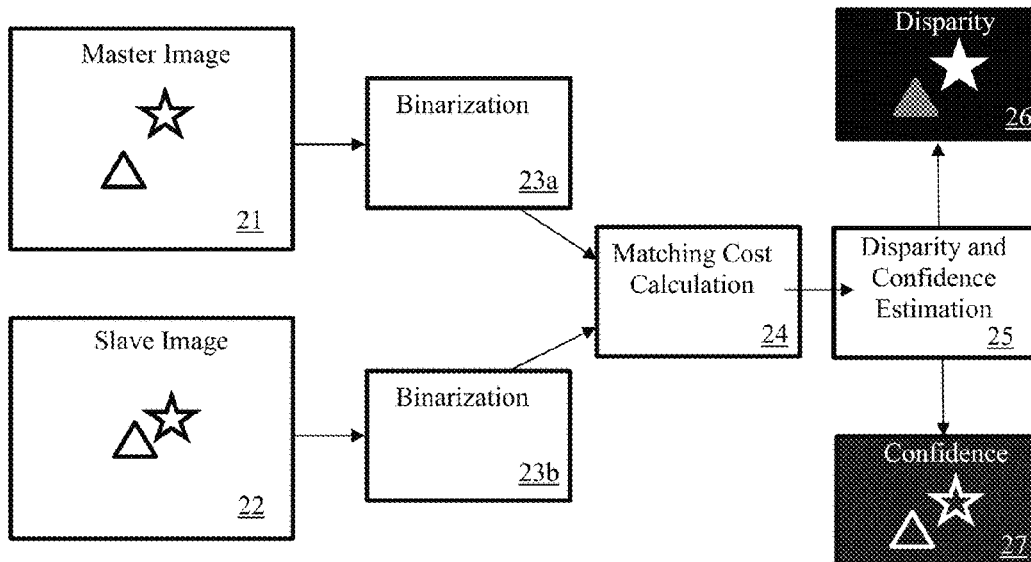 Master Image
21
Binarization
23a
Slave Image
22
Binarization
23b
Matching Cost
Calculation
24
Disparity and
Confidence
Estimation
25
Disparity
26
Confidence
27